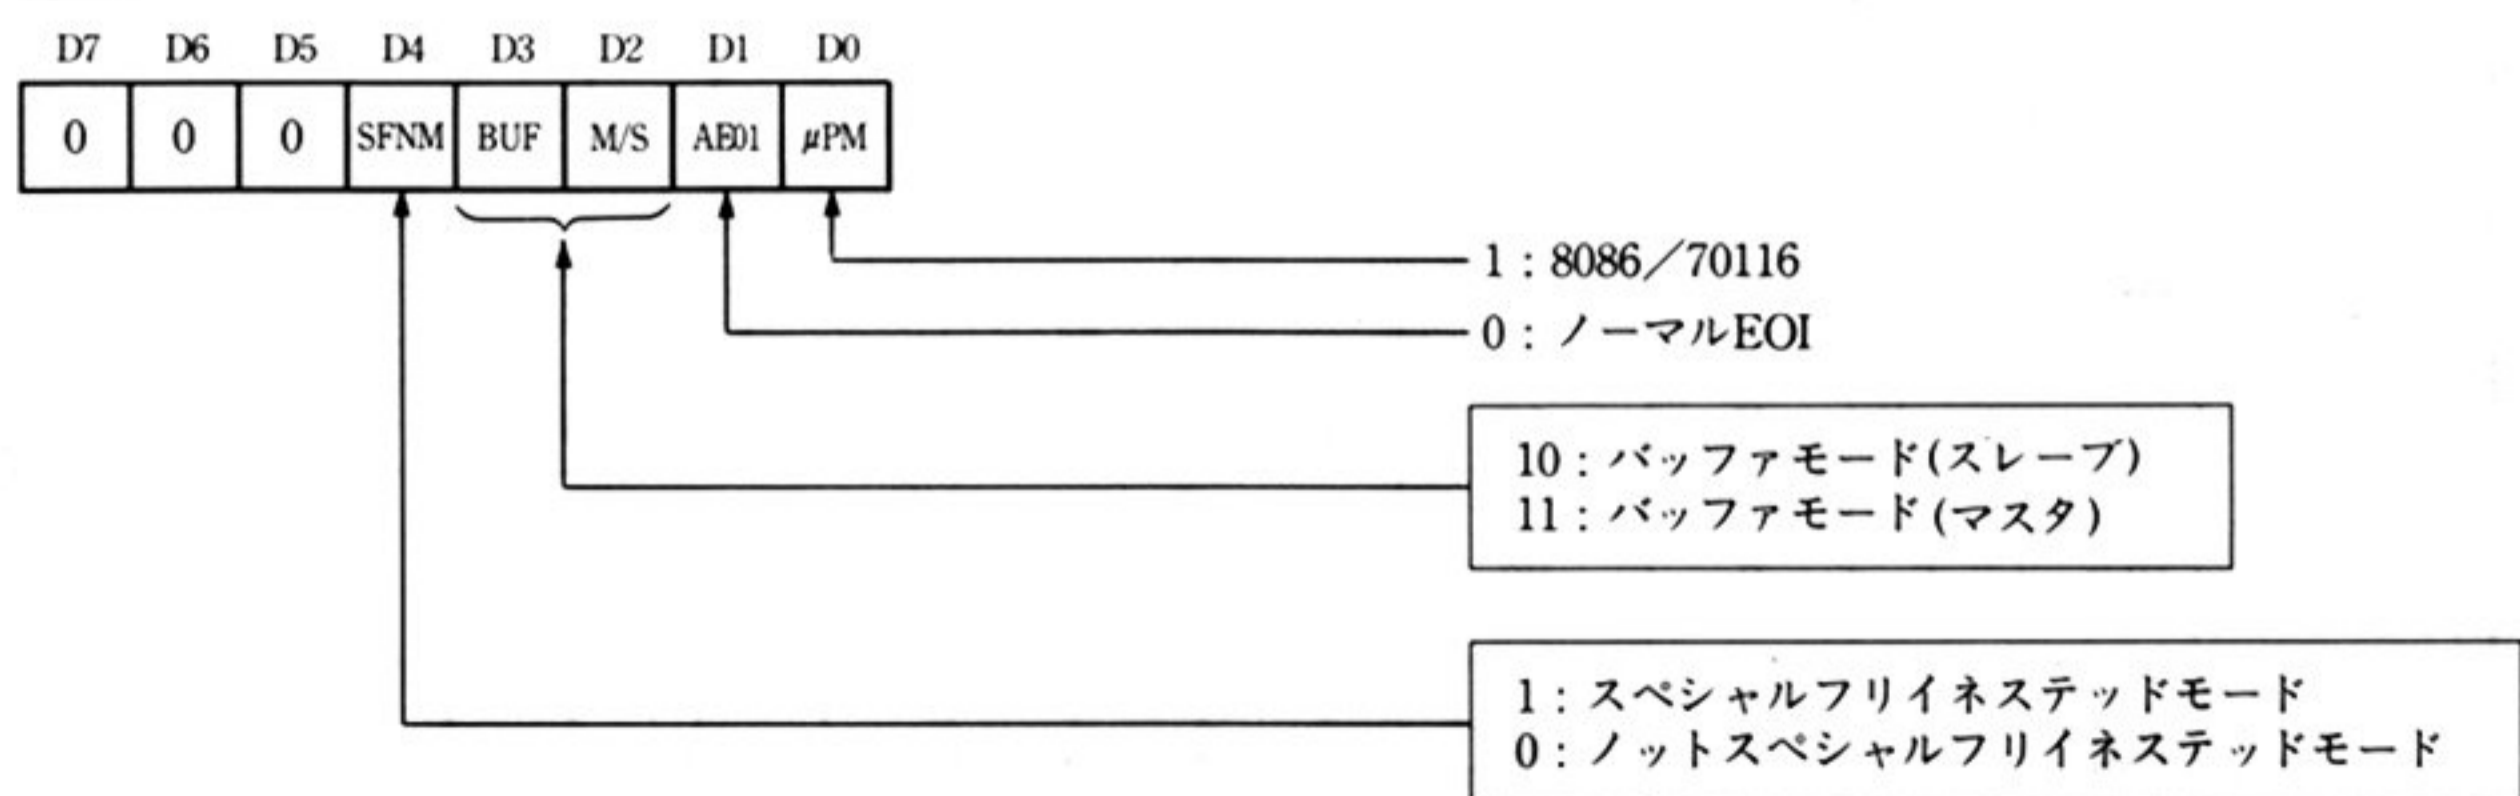 D7 D6 D5 D4 D3 D2 D1 D0
0 0 0 SFNM BUF M/S AE01 μPM
1：8086／70116
0：ノーマルEOI
10：バッファモード(スレーブ)
11：バッファモード(マスタ)
1：スペシャルフリイネステッドモード
0：ノットスペシャルフリイネステッドモード